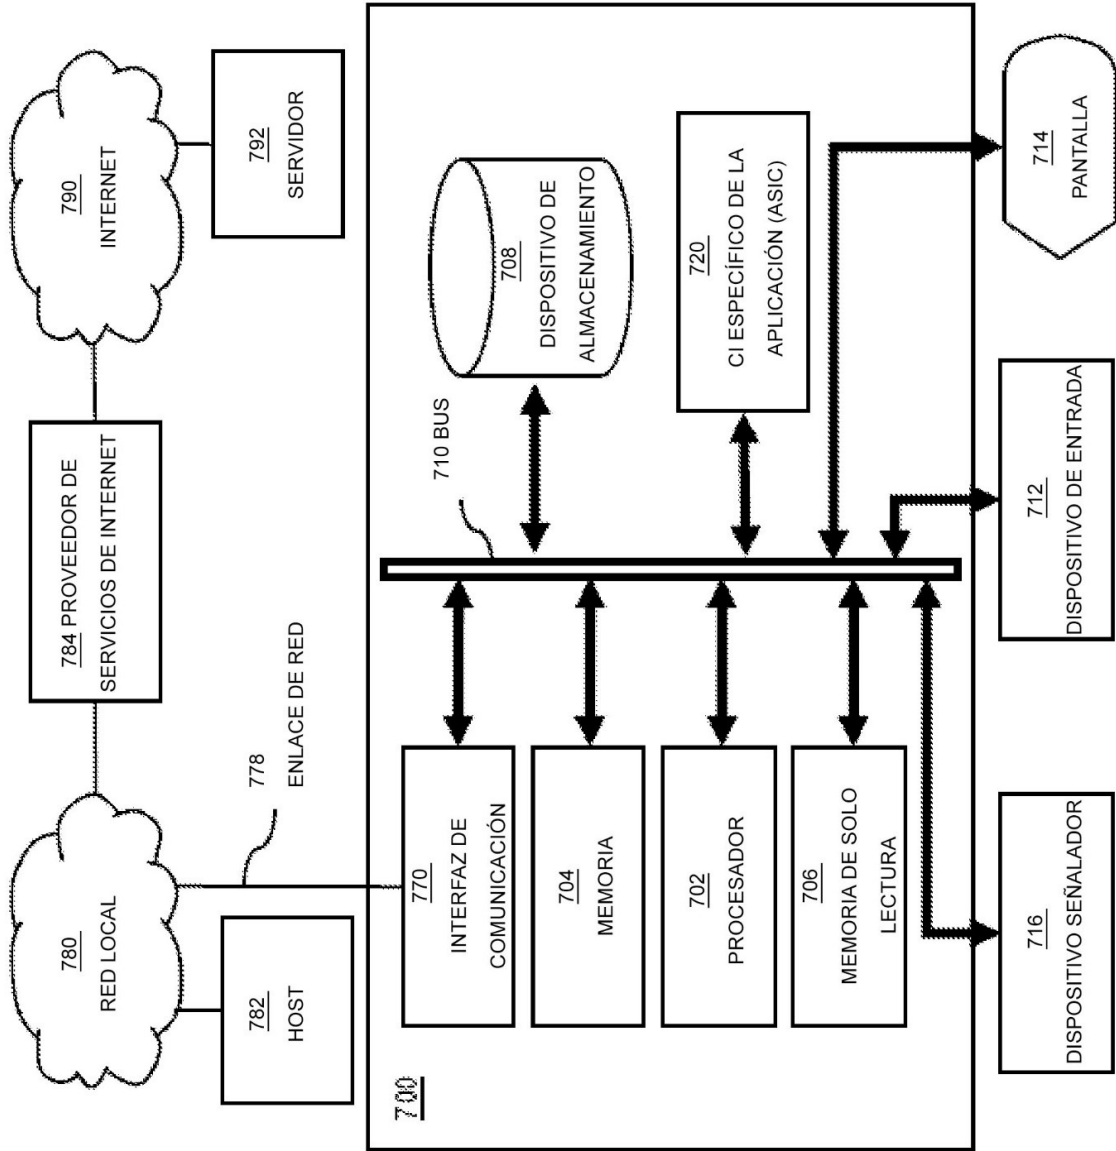 780
RED LOCAL
782
HOST
784 PROVEEDOR DE
SERVICIOS DE INTERNET
790
INTERNET
792
SERVIDOR
778
ENLACE DE RED
700
770
INTERFAZ DE
COMUNICACIÓN
704
MEMORIA
702
PROCESADOR
706
MEMORIA DE SOLO
LECTURA
710 BUS
708
DISPOSITIVO DE
ALMACENAMIENTO
720
CI ESPECÍFICO DE LA
APLICACIÓN (ASIC)
716
DISPOSITIVO SEÑALADOR
712
DISPOSITIVO DE ENTRADA
714
PANTALLA